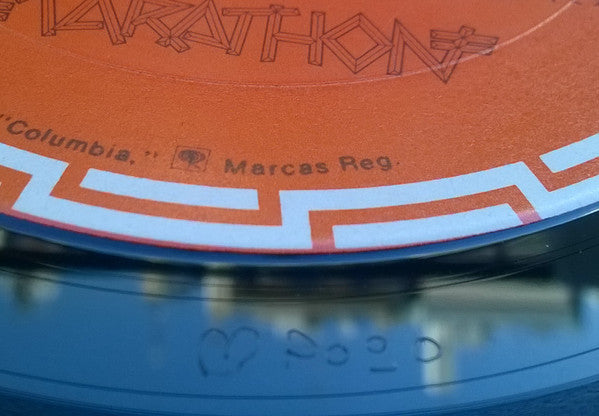 MARATHON
"Columbia," Marcas Reg.